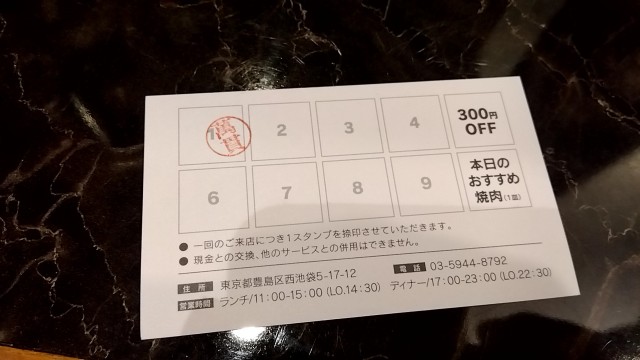 1 2 3 4 300円
OFF
6 7 8 9 本日の
おすすめ
焼肉(1皿)
● 一回のご来店につき1スタンプを捺印させていただきます。
● 現金との交換、他のサービスとの併用はできません。
住所 東京都豊島区西池袋5-17-12 電話 03-5944-8792
営業時間 ランチ/11:00-15:00 (LO.14:30) ディナー/17:00-23:00 (LO.22:30)